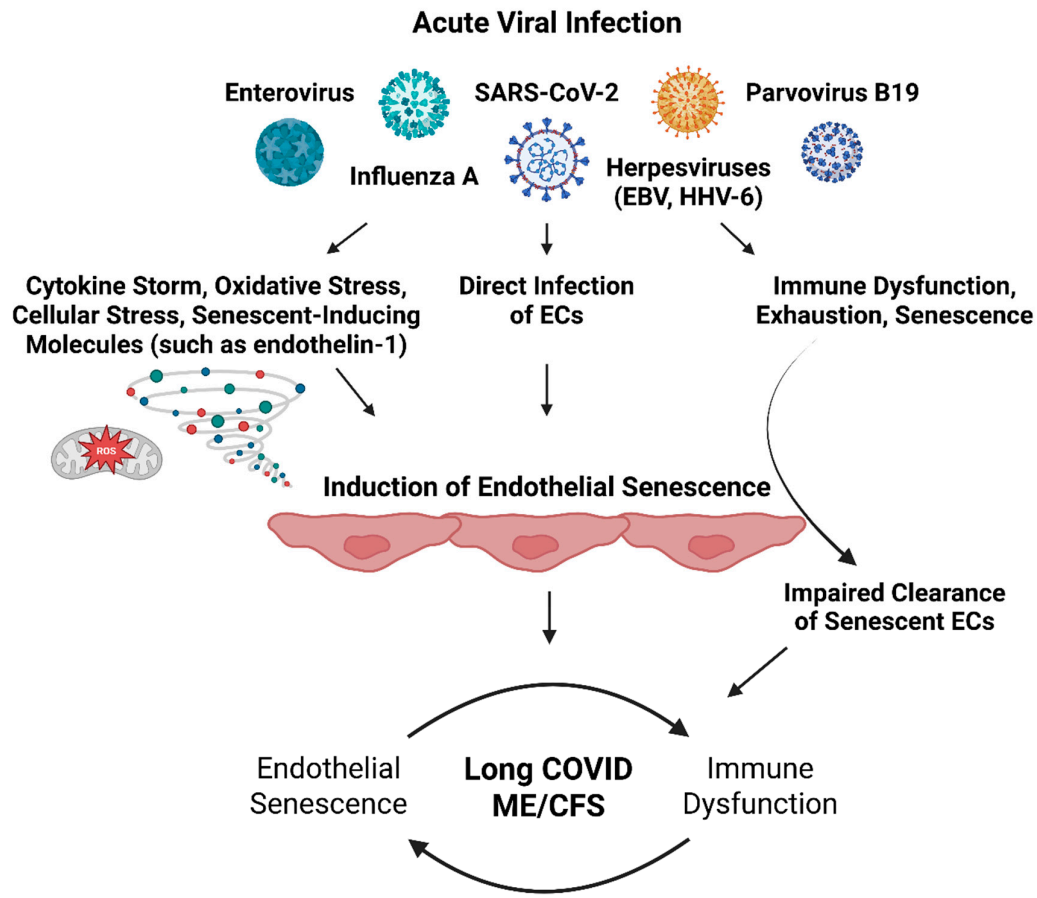 Acute Viral Infection
Enterovirus
SARS-CoV-2
Parvovirus B19
Influenza A
Herpesviruses
(EBV, HHV-6)
Cytokine Storm, Oxidative Stress,
Cellular Stress, Senescent-Inducing
Molecules (such as endothelin-1)
Direct Infection
of ECs
Immune Dysfunction,
Exhaustion, Senescence
ROS
Induction of Endothelial Senescence
Impaired Clearance
of Senescent ECs
Endothelial
Senescence
Long COVID
ME/CFS
Immune
Dysfunction